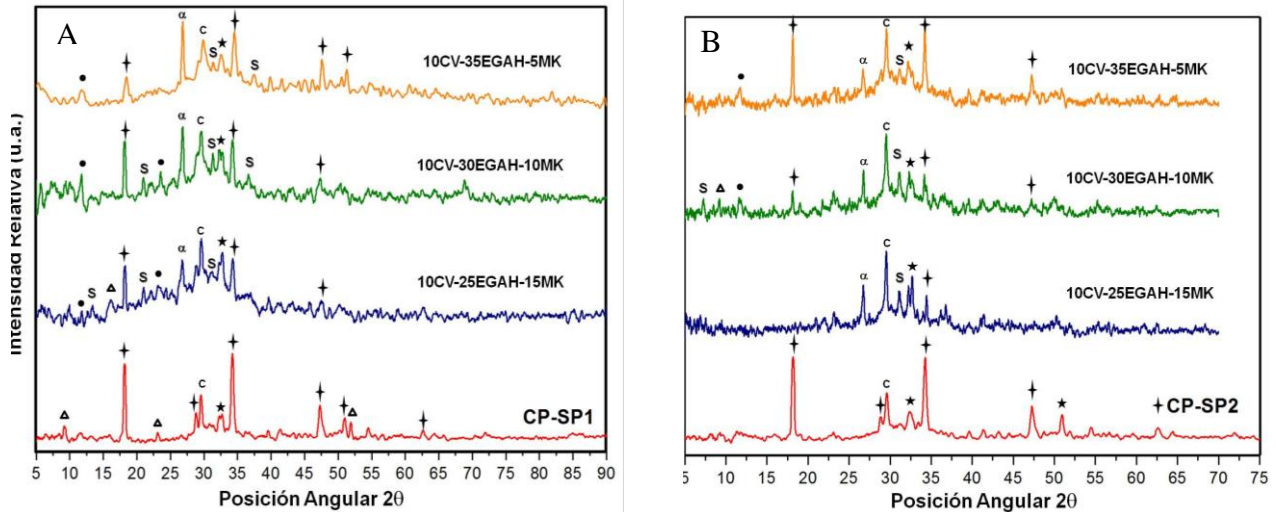 A
α
C
S
S
10CV-35EGAH-5MK
α
C
S
S
S
10CV-30EGAH-10MK
α
C
S
S
S
10CV-25EGAH-15MK
C
CP-SP1
5 10 15 20 25 30 35 40 45 50 55 60 65 70 75 80 85 90
Posición Angular 2θ
Intensidad Relativa (u.a.)
B
C
α
S
10CV-35EGAH-5MK
C
α
S
S
10CV-30EGAH-10MK
C
α
S
10CV-25EGAH-15MK
C
CP-SP2
5 10 15 20 25 30 35 40 45 50 55 60 65 70 75
Posición Angular 2θ